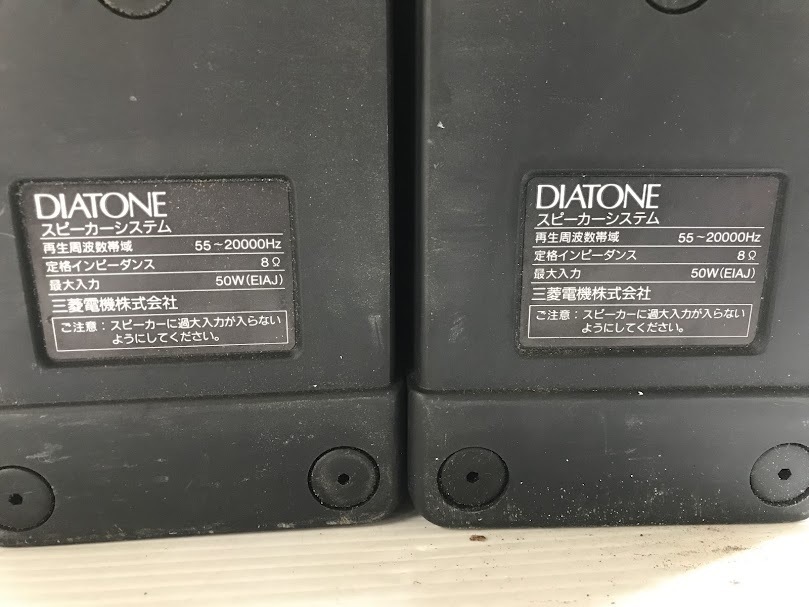 DIATONE
スピーカーシステム
再生周波数帯域 55~20000Hz
定格インピーダンス 8Ω
最大入力 50W(EIAJ)
三菱電機株式会社
ご注意：スピーカーに過大入力が入らない
ようにしてください。
DIATONE
スピーカーシステム
再生周波数帯域 55~20000Hz
定格インピーダンス 8Ω
最大入力 50W(EIAJ)
三菱電機株式会社
ご注意：スピーカーに過大入力が入らない
ようにしてください。